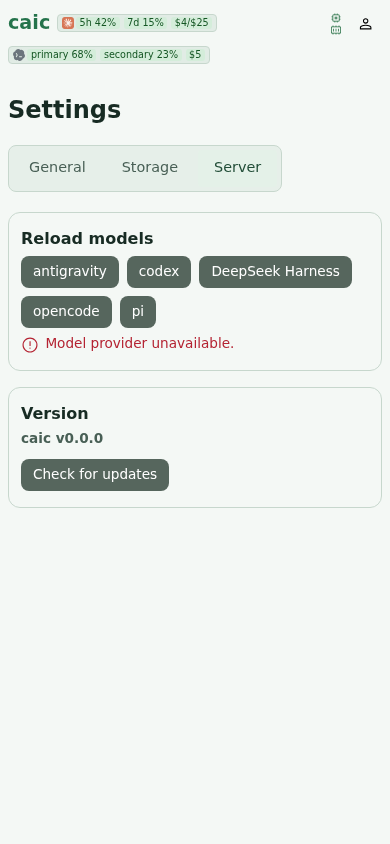 caic 5h 42% 7d 15% $4/$25
primary 68% secondary 23% $5
Settings
General Storage Server
Reload models
antigravity codex DeepSeek Harness
opencode pi
Model provider unavailable.
Version
caic v0.0.0
Check for updates